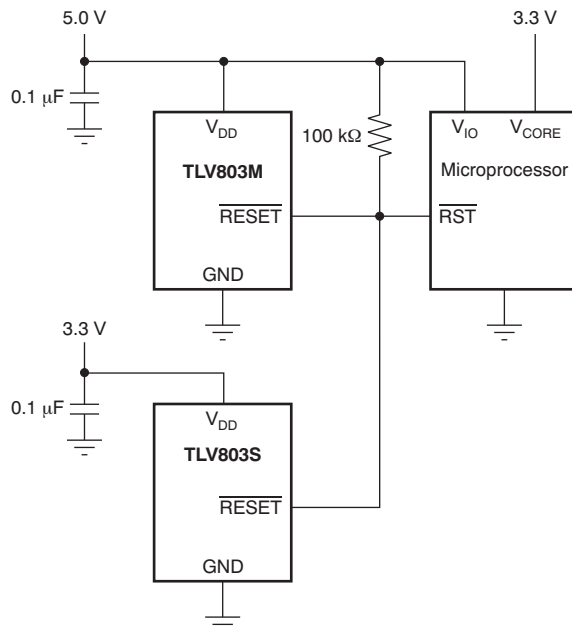 5.0 V
3.3 V
0.1 μF
V_DD
TLV803M
RESET
GND
100 kΩ
V_IO V_CORE
Microprocessor
RST
3.3 V
0.1 μF
V_DD
TLV803S
RESET
GND